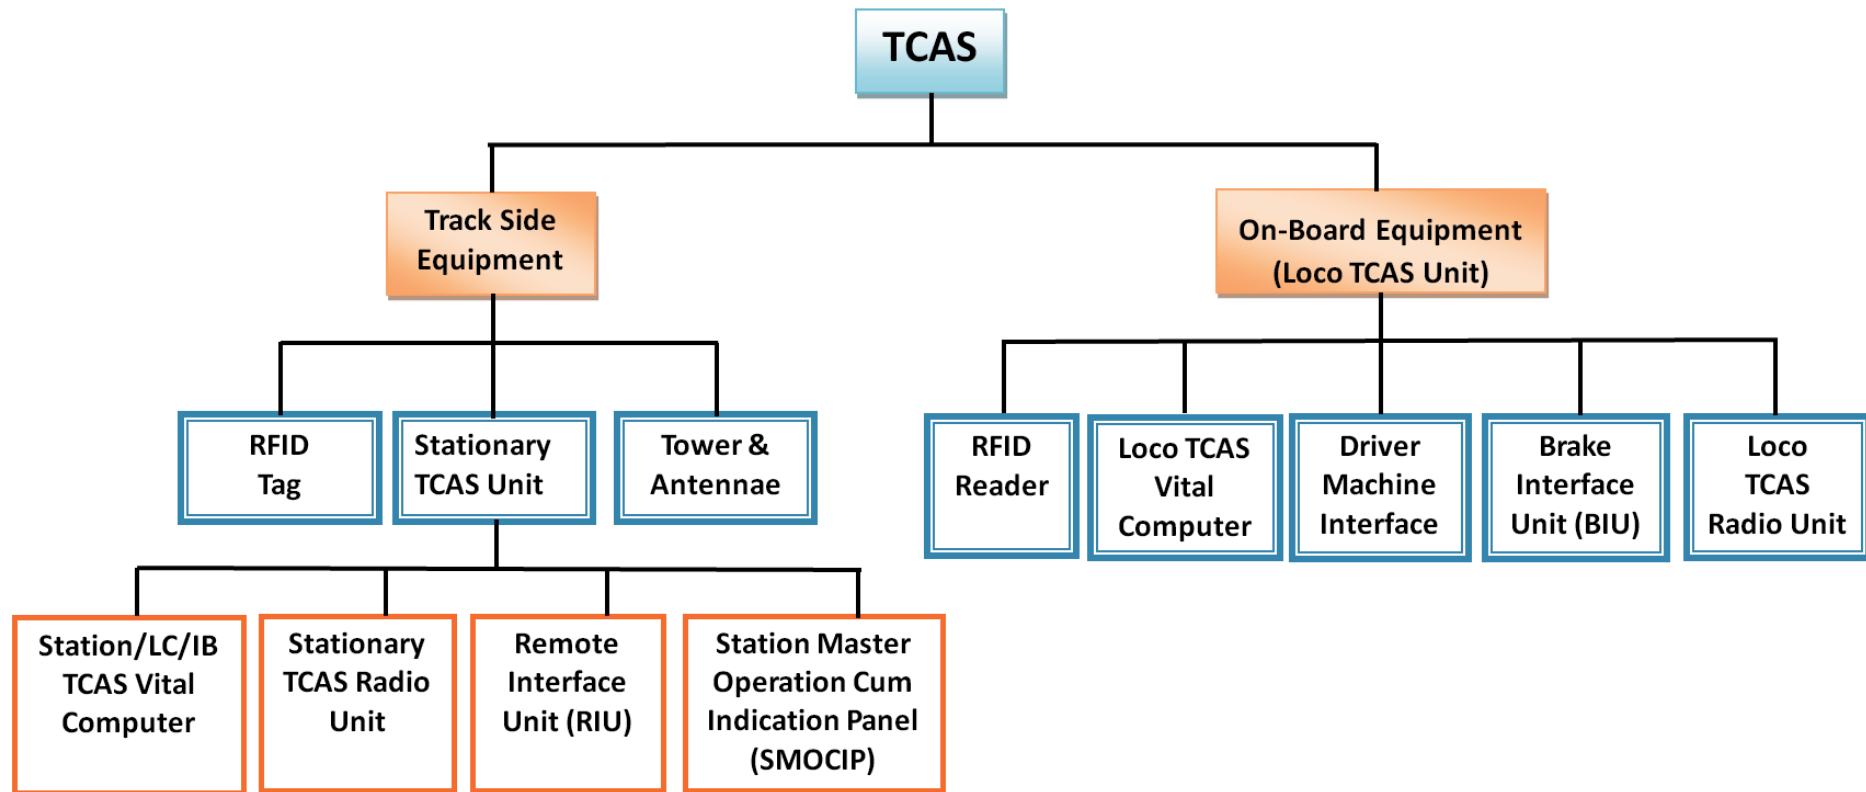 TCAS
Track Side
Equipment
On-Board Equipment
(Loco TCAS Unit)
RFID
Tag
Stationary
TCAS Unit
Tower &
Antennae
RFID
Reader
Loco TCAS
Vital
Computer
Driver
Machine
Interface
Brake
Interface
Unit (BIU)
Loco
TCAS
Radio Unit
Station/LC/IB
TCAS Vital
Computer
Stationary
TCAS Radio
Unit
Remote
Interface
Unit (RIU)
Station Master
Operation Cum
Indication Panel
(SMOCIP)